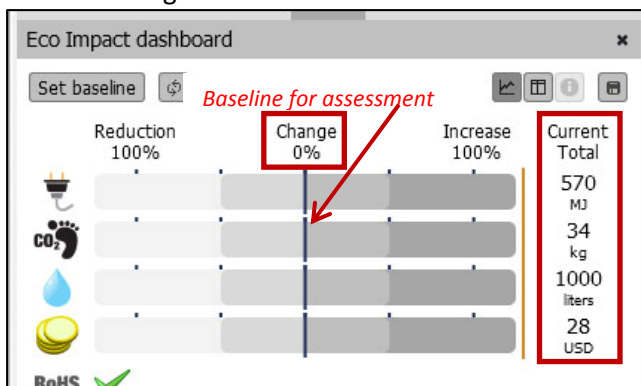 Eco Impact dashboard
Set baseline
Baseline for assessment
Reduction Change Increase Current
100% 0% 100% Total
570
MJ
CO2
34
kg
1000
liters
28
USD
RoHS